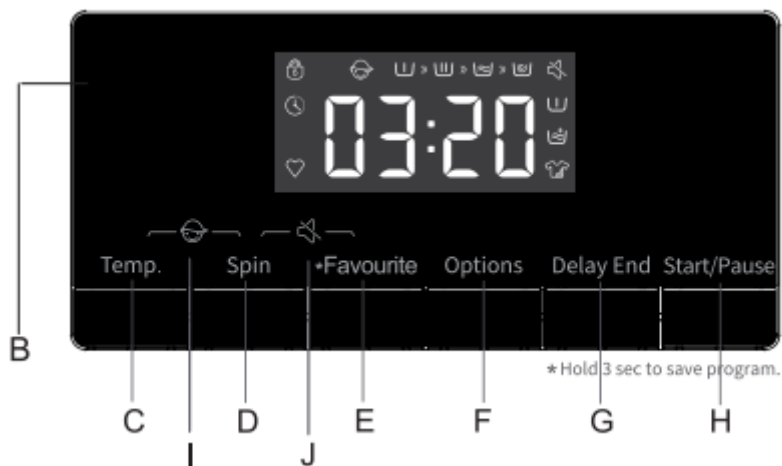 03:20
Temp. Spin *Favourite Options Delay End Start/Pause
B
*Hold 3 sec to save program.
C D E F G H
I J